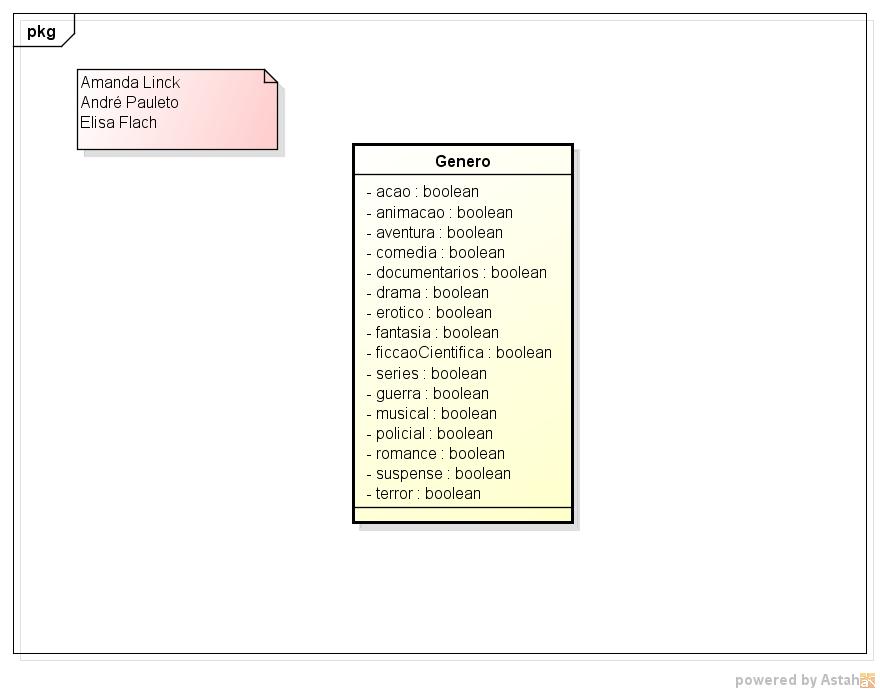 pkg
Amanda Linck
André Pauleto
Elisa Flach
Genero
- acao : boolean
- animacao : boolean
- aventura : boolean
- comedia : boolean
- documentarios : boolean
- drama : boolean
- erotico : boolean
- fantasia : boolean
- ficcaoCientifica : boolean
- series : boolean
- guerra : boolean
- musical : boolean
- policial : boolean
- romance : boolean
- suspense : boolean
- terror : boolean
powered by Astah